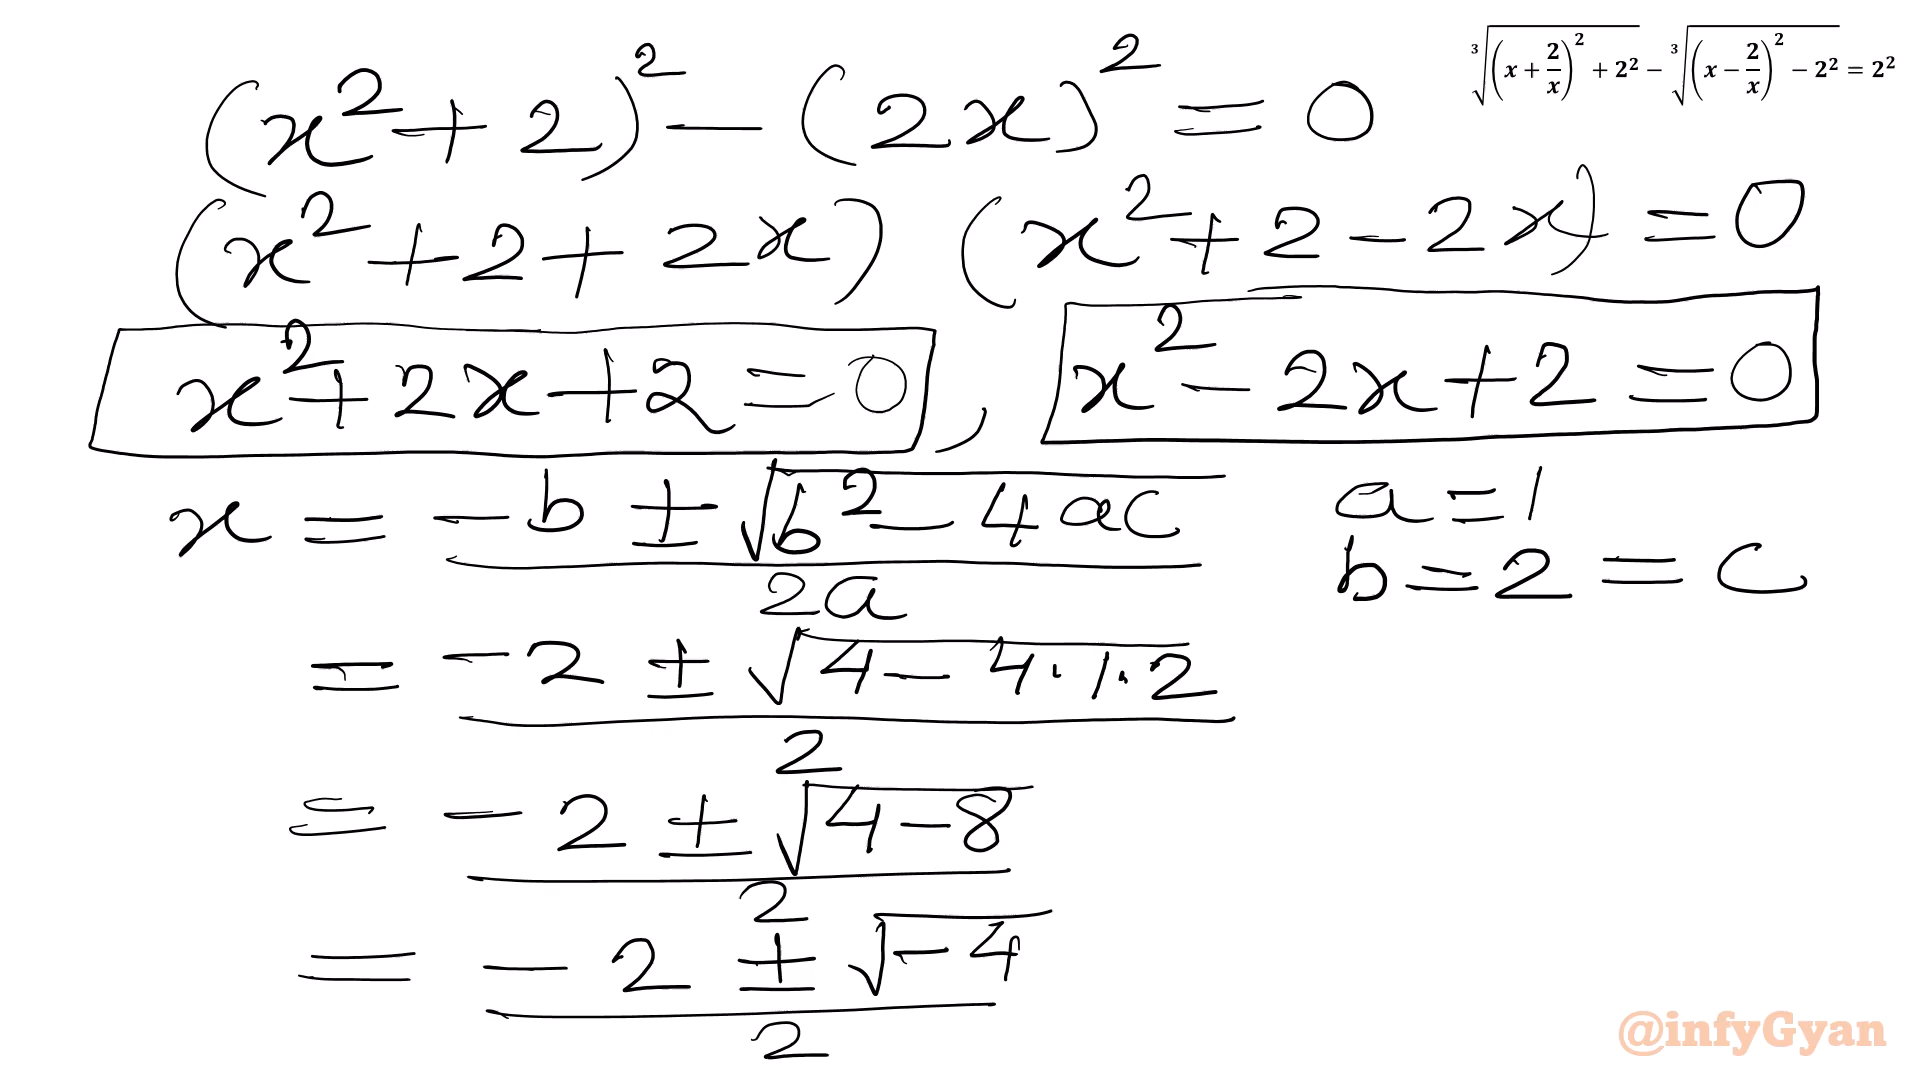 ∛((x + 2/x)² + 2²) − ∛((x − 2/x)² − 2²) = 2²
(x² + 2)² − (2x)² = 0
(x² + 2 + 2x) (x² + 2 − 2x) = 0
x² + 2x + 2 = 0 , x² − 2x + 2 = 0
x = (−b ± √(b² − 4ac)) / 2a
a = 1
b = 2 = c
= (−2 ± √(4 − 4·1·2)) / 2
= (−2 ± √(4 − 8)) / 2
= (−2 ± √(−4)) / 2
@infyGyan